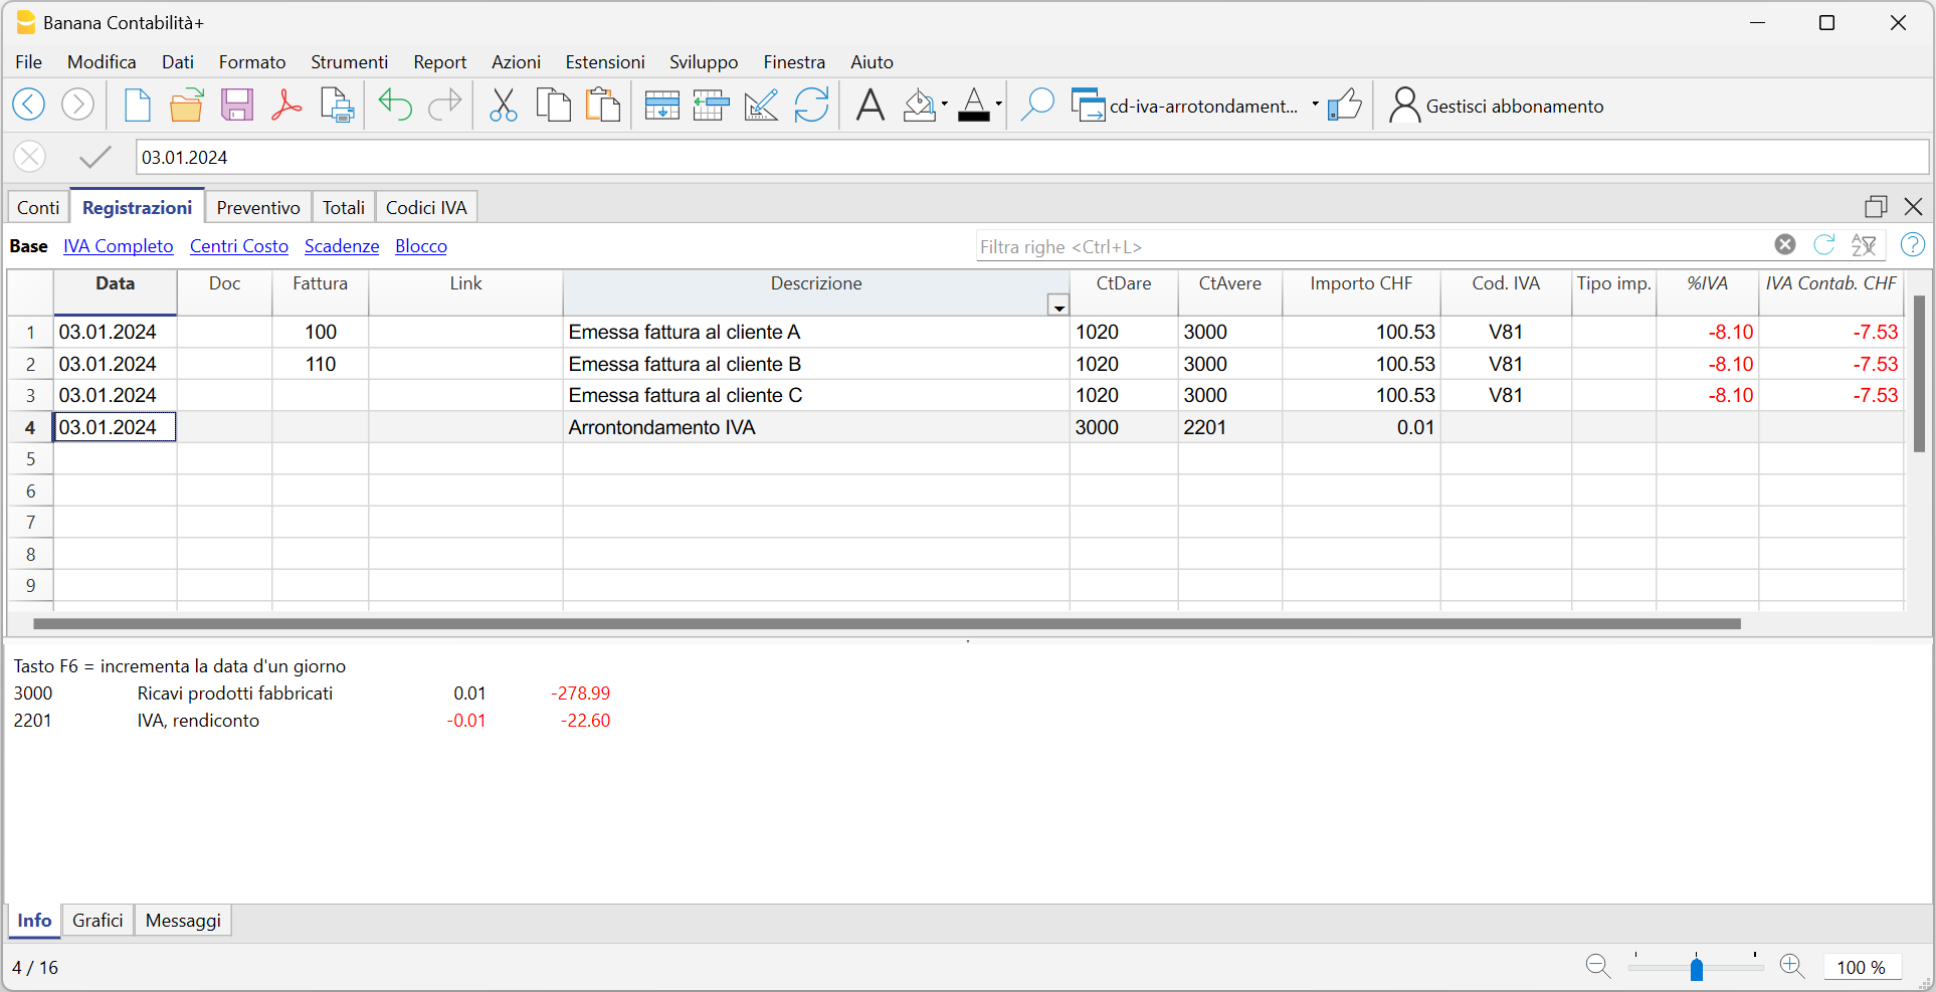 Banana Contabilità+
File Modifica Dati Formato Strumenti Report Azioni Estensioni Sviluppo Finestra Aiuto
cd-iva-arrotondament... Gestisci abbonamento
03.01.2024
Conti Registrazioni Preventivo Totali Codici IVA
Base IVA Completo Centri Costo Scadenze Blocco Filtra righe <Ctrl+L>
Data Doc Fattura Link Descrizione CtDare CtAvere Importo CHF Cod. IVA Tipo imp. %IVA IVA Contab. CHF
1 03.01.2024 100 Emessa fattura al cliente A 1020 3000 100.53 V81 -8.10 -7.53
2 03.01.2024 110 Emessa fattura al cliente B 1020 3000 100.53 V81 -8.10 -7.53
3 03.01.2024 Emessa fattura al cliente C 1020 3000 100.53 V81 -8.10 -7.53
4 03.01.2024 Arrontondamento IVA 3000 2201 0.01
5
6
7
8
9
Tasto F6 = incrementa la data d'un giorno
3000 Ricavi prodotti fabbricati 0.01 -278.99
2201 IVA, rendiconto -0.01 -22.60
Info Grafici Messaggi
4 / 16 100 %